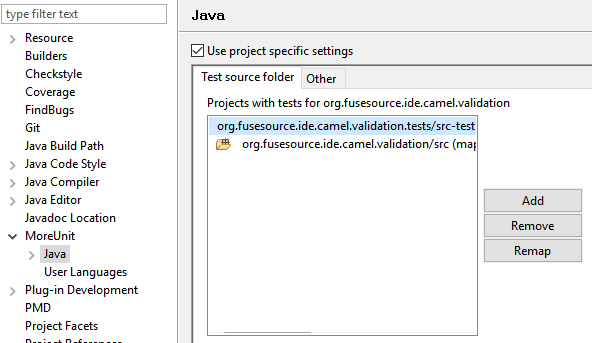 type filter text
Resource
Builders
Checkstyle
Coverage
FindBugs
Git
Java Build Path
Java Code Style
Java Compiler
Java Editor
Javadoc Location
MoreUnit
Java
User Languages
Plug-in Development
PMD
Project Facets
Project References
Java
Use project specific settings
Test source folder
Other
Projects with tests for org.fusesource.ide.camel.validation
org.fusesource.ide.camel.validation.tests/src-test
org.fusesource.ide.camel.validation/src (map
Add
Remove
Remap